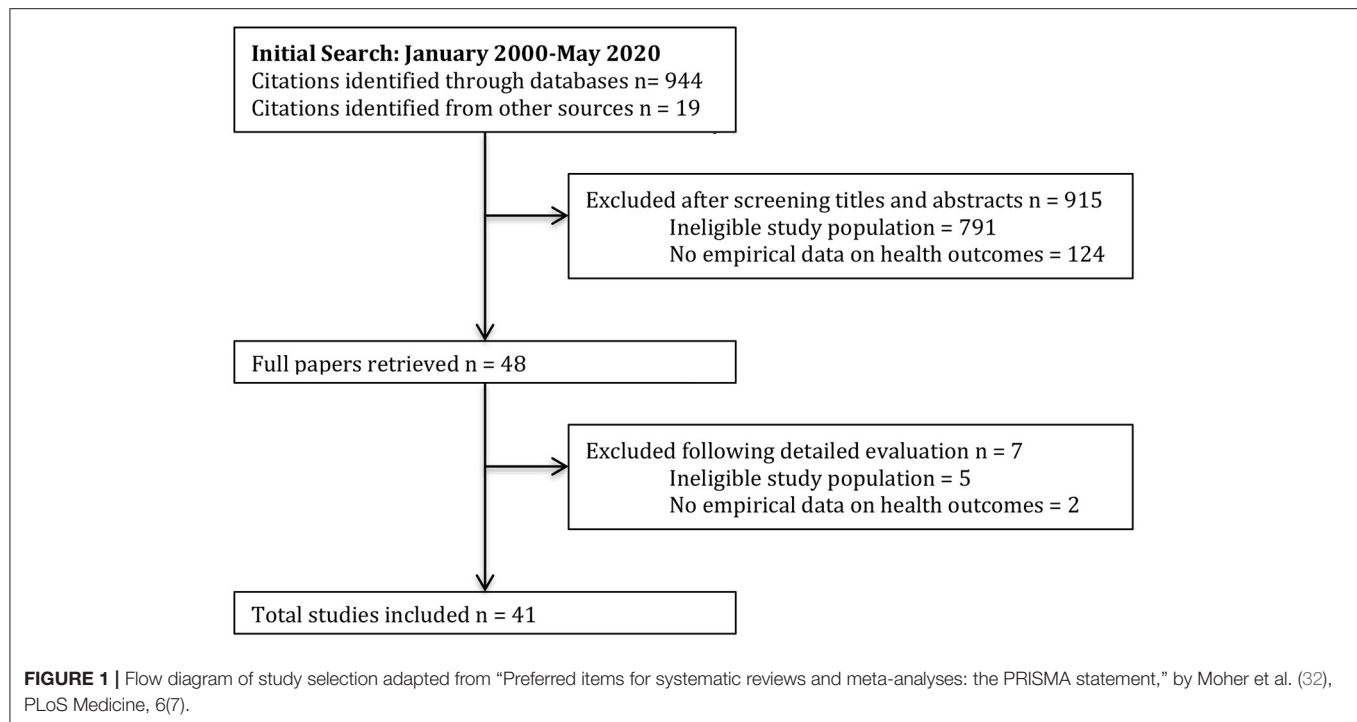 Initial Search: January 2000-May 2020
Citations identified through databases n= 944
Citations identified from other sources n = 19
Excluded after screening titles and abstracts n = 915
Ineligible study population = 791
No empirical data on health outcomes = 124
Full papers retrieved n = 48
Excluded following detailed evaluation n = 7
Ineligible study population = 5
No empirical data on health outcomes = 2
Total studies included n = 41
FIGURE 1 | Flow diagram of study selection adapted from “Preferred items for systematic reviews and meta-analyses: the PRISMA statement,” by Moher et al. (32),
PLoS Medicine, 6(7).